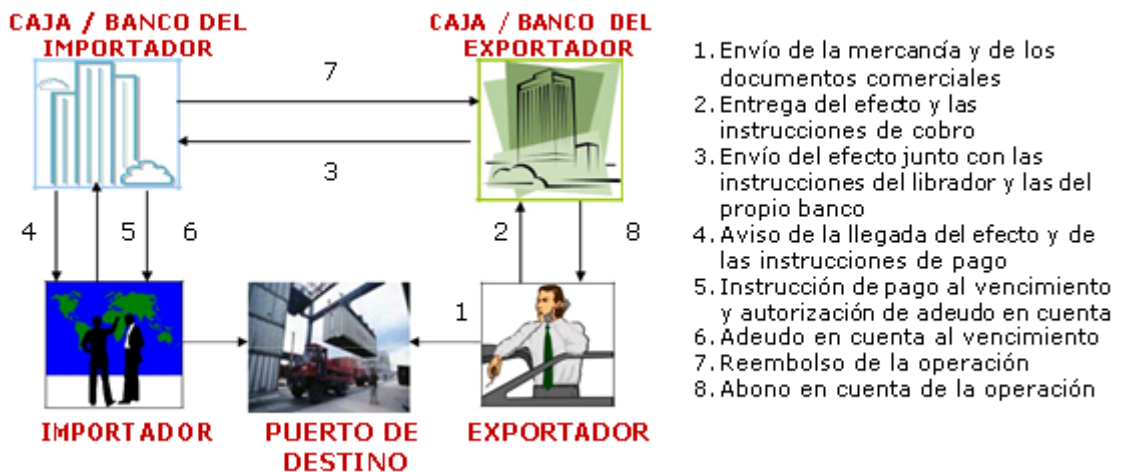 CAJA / BANCO DEL
IMPORTADOR
CAJA / BANCO DEL
EXPORTADOR
7
3
4
5
6
2
8
1
IMPORTADOR
PUERTO DE
DESTINO
EXPORTADOR
1. Envío de la mercancía y de los
documentos comerciales
2. Entrega del efecto y las
instrucciones de cobro
3. Envío del efecto junto con las
instrucciones del librador y las del
propio banco
4. Aviso de la llegada del efecto y de
las instrucciones de pago
5. Instrucción de pago al vencimiento
y autorización de adeudo en cuenta
6. Adeudo en cuenta al vencimiento
7. Reembolso de la operación
8. Abono en cuenta de la operación